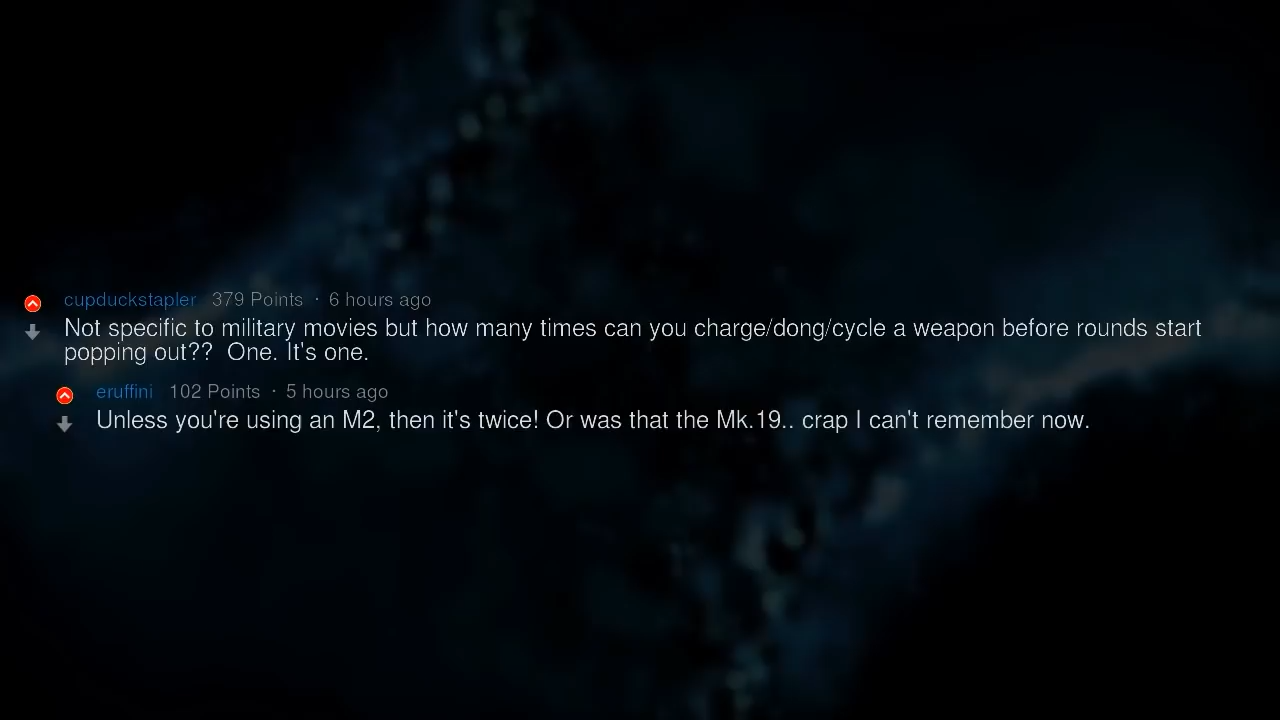 cupduckstapler 379 Points · 6 hours ago
Not specific to military movies but how many times can you charge/dong/cycle a weapon before rounds start
popping out??  One. It's one.
eruffini 102 Points · 5 hours ago
Unless you're using an M2, then it's twice! Or was that the Mk.19.. crap I can't remember now.